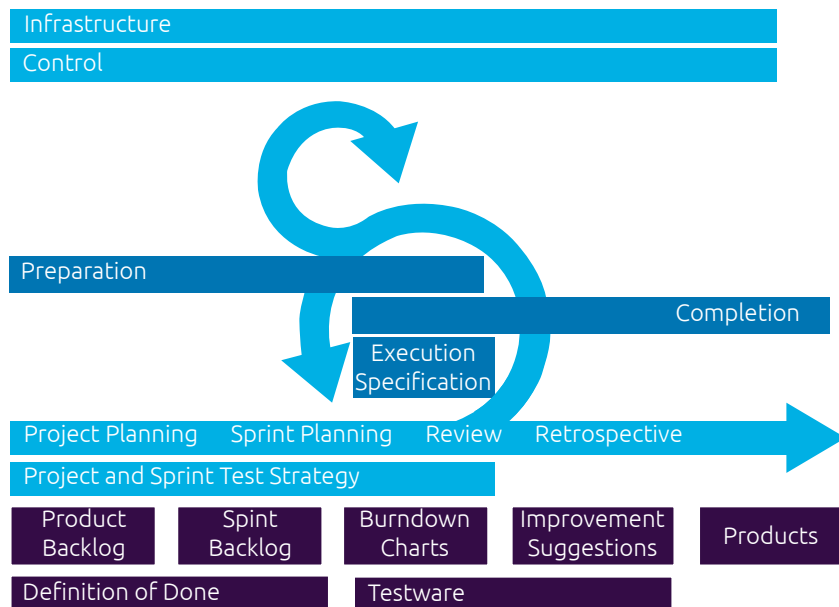 Infrastructure
Control
Preparation
Completion
Execution
Specification
Project Planning Sprint Planning Review Retrospective
Project and Sprint Test Strategy
Product
Backlog
Spint
Backlog
Burndown
Charts
Improvement
Suggestions
Products
Definition of Done
Testware